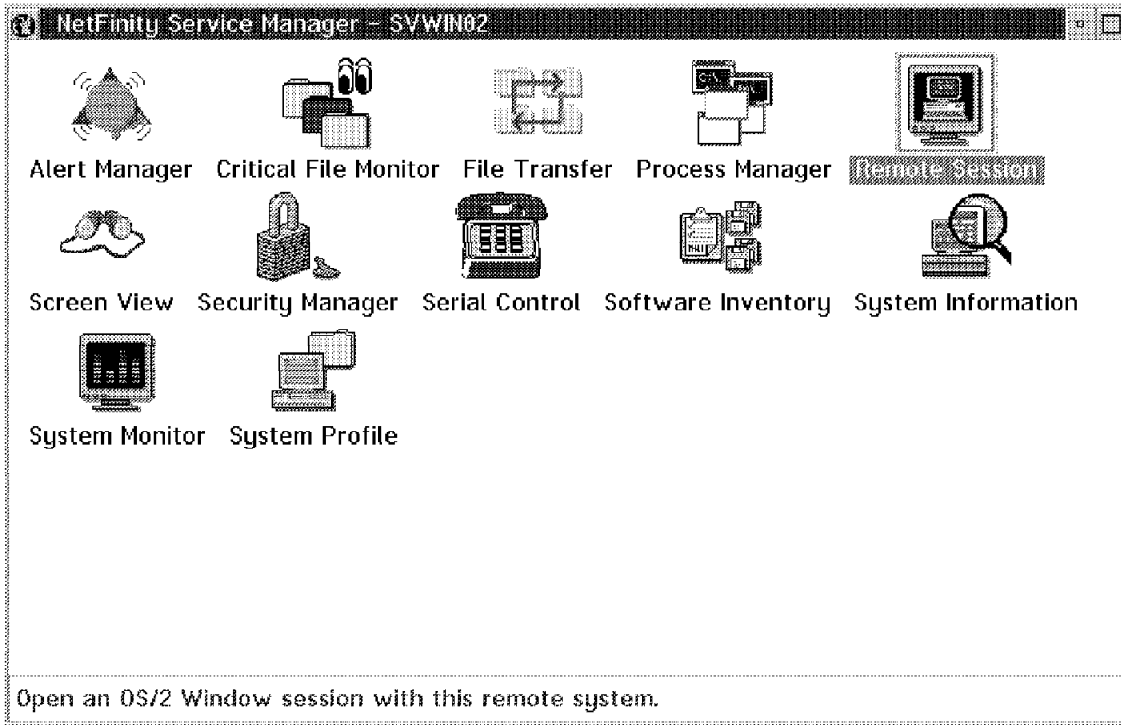 NetFinity Service Manager - SVWIN02
Alert Manager Critical File Monitor File Transfer Process Manager Remote Session
Screen View Security Manager Serial Control Software Inventory System Information
System Monitor System Profile
Open an OS/2 Window session with this remote system.